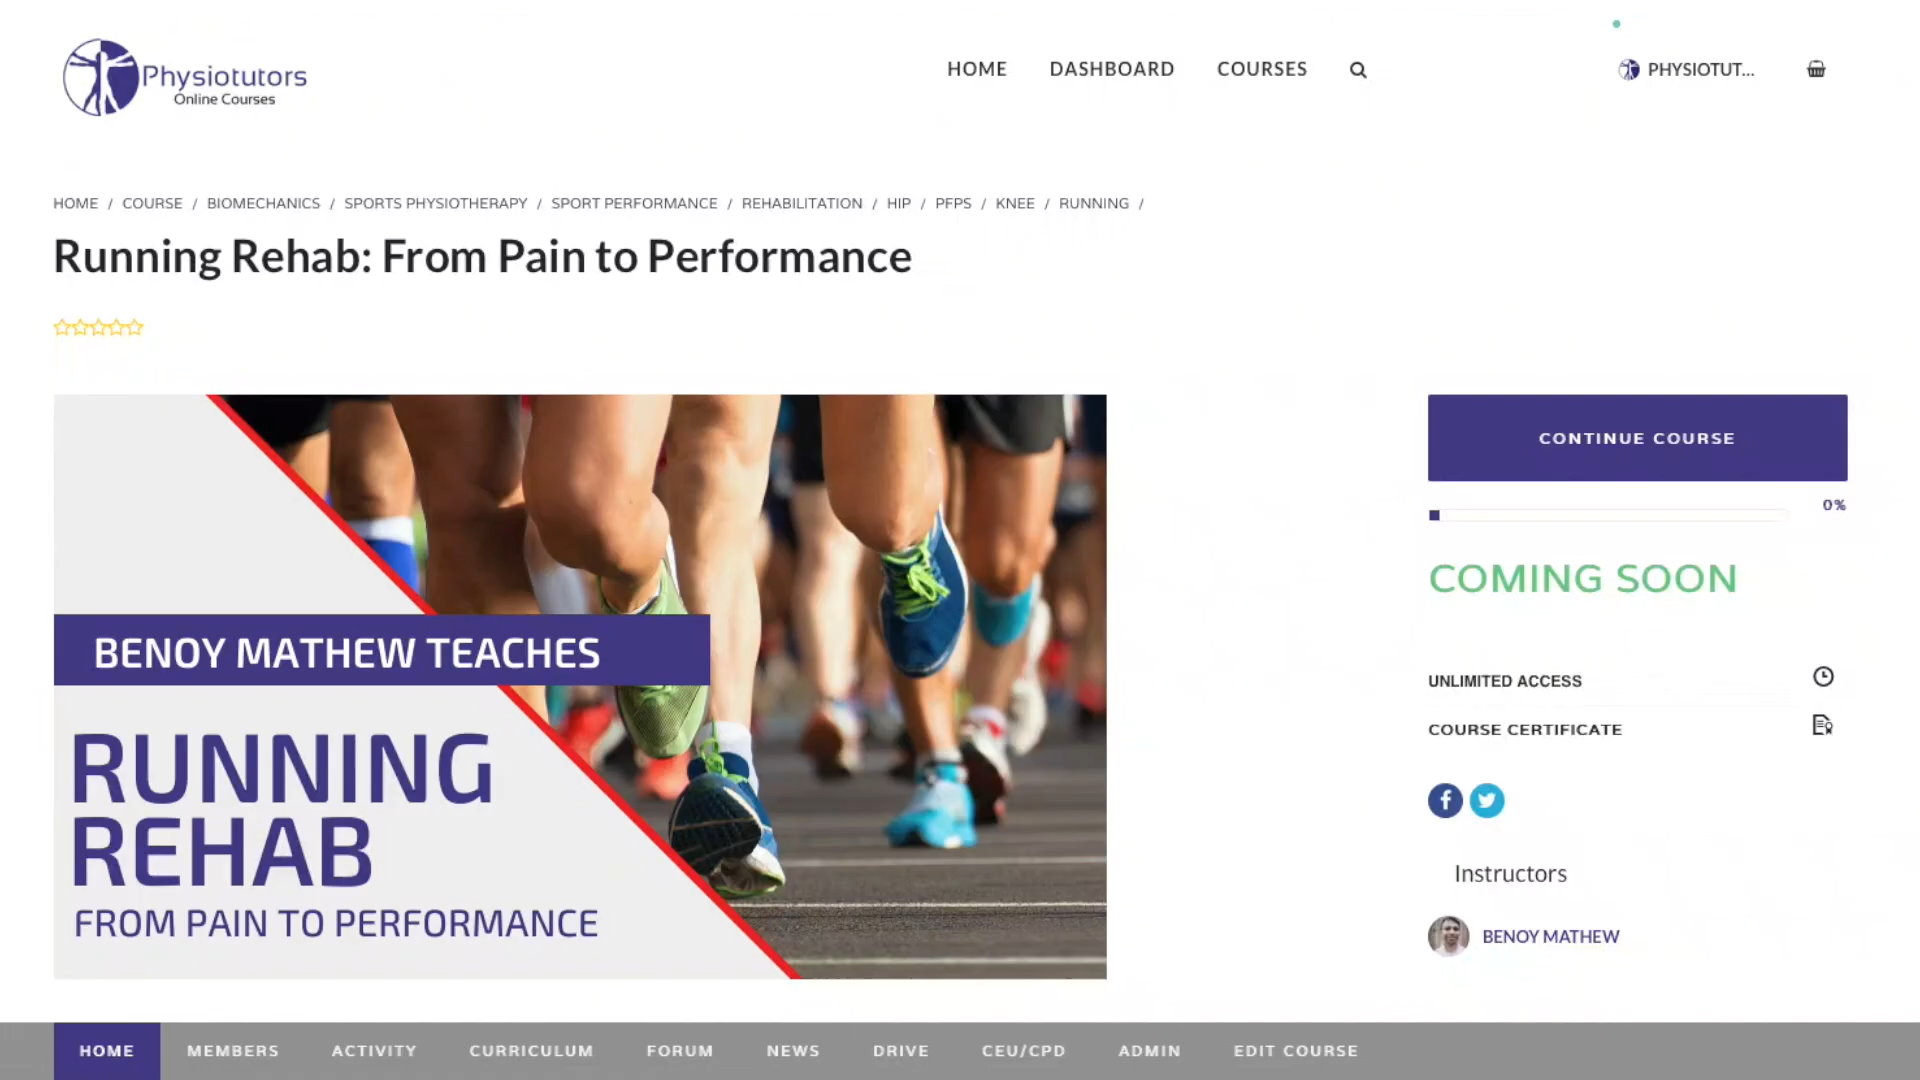 Physiotutors
Online Courses
HOME DASHBOARD COURSES
PHYSIOTUT...
HOME / COURSE / BIOMECHANICS / SPORTS PHYSIOTHERAPY / SPORT PERFORMANCE / REHABILITATION / HIP / PFPS / KNEE / RUNNING /
Running Rehab: From Pain to Performance
BENOY MATHEW TEACHES
RUNNING
REHAB
FROM PAIN TO PERFORMANCE
CONTINUE COURSE
0%
COMING SOON
UNLIMITED ACCESS
COURSE CERTIFICATE
Instructors
BENOY MATHEW
HOME MEMBERS ACTIVITY CURRICULUM FORUM NEWS DRIVE CEU/CPD ADMIN EDIT COURSE